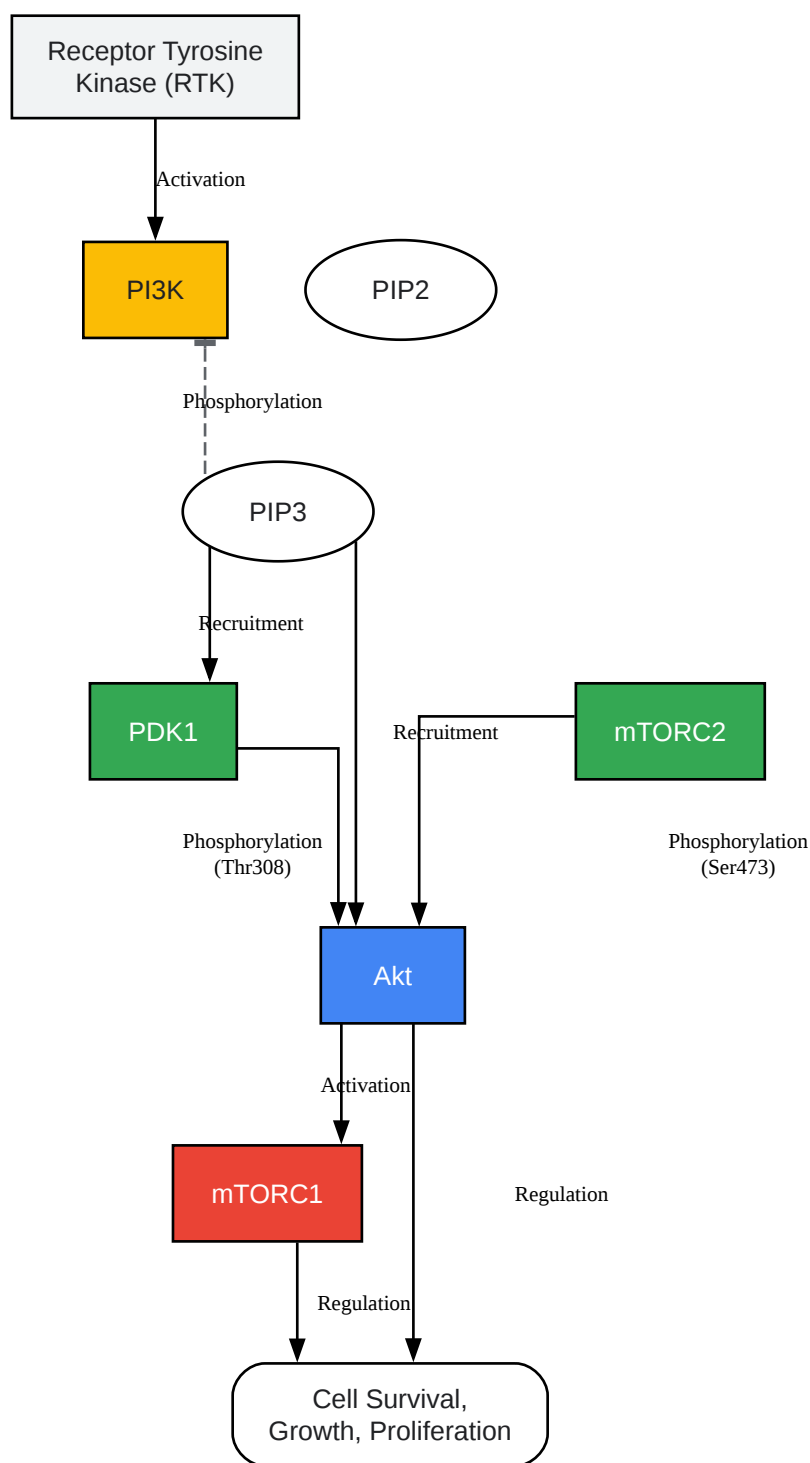 Receptor Tyrosine
Kinase (RTK)
Activation
PI3K
PIP2
Phosphorylation
PIP3
Recruitment
PDK1
Recruitment
mTORC2
Phosphorylation
(Thr308)
Phosphorylation
(Ser473)
Akt
Activation
mTORC1
Regulation
Regulation
Cell Survival,
Growth, Proliferation